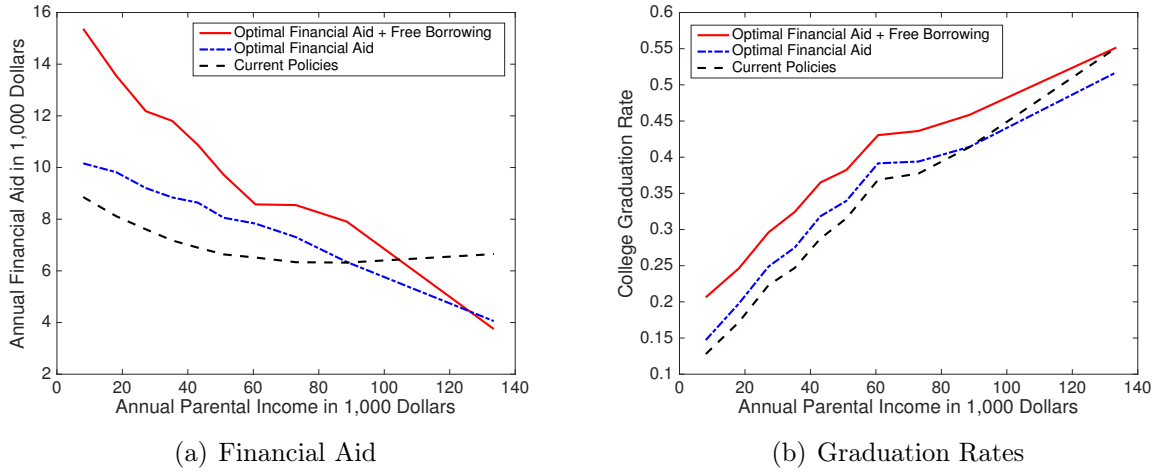 Annual Financial Aid in 1,000 Dollars
16
14
12
10
8
6
4
2
Optimal Financial Aid + Free Borrowing
Optimal Financial Aid
Current Policies
0 20 40 60 80 100 120 140
Annual Parental Income in 1,000 Dollars
(a) Financial Aid
College Graduation Rate
0.6
0.55
0.5
0.45
0.4
0.35
0.3
0.25
0.2
0.15
0.1
Optimal Financial Aid + Free Borrowing
Optimal Financial Aid
Current Policies
0 20 40 60 80 100 120 140
Annual Parental Income in 1,000 Dollars
(b) Graduation Rates